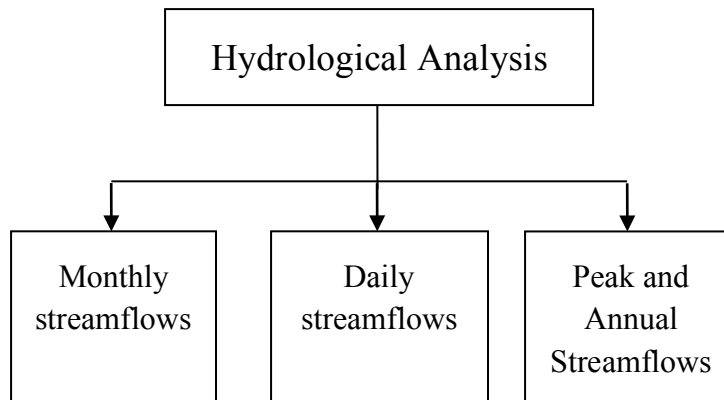 Hydrological Analysis
Monthly
streamflows
Daily
streamflows
Peak and
Annual
Streamflows